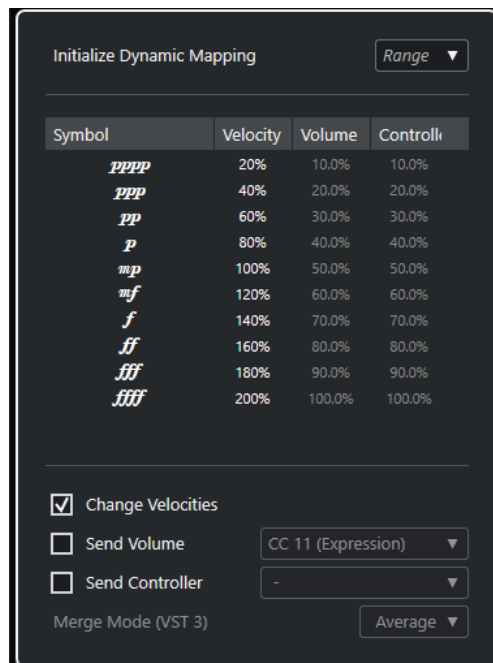 Initialize Dynamic Mapping Range
Symbol Velocity Volume Controlle
pppp 20% 10.0% 10.0%
ppp 40% 20.0% 20.0%
pp 60% 30.0% 30.0%
p 80% 40.0% 40.0%
mp 100% 50.0% 50.0%
mf 120% 60.0% 60.0%
f 140% 70.0% 70.0%
ff 160% 80.0% 80.0%
fff 180% 90.0% 90.0%
ffff 200% 100.0% 100.0%
Change Velocities
Send Volume CC 11 (Expression)
Send Controller -
Merge Mode (VST 3) Average